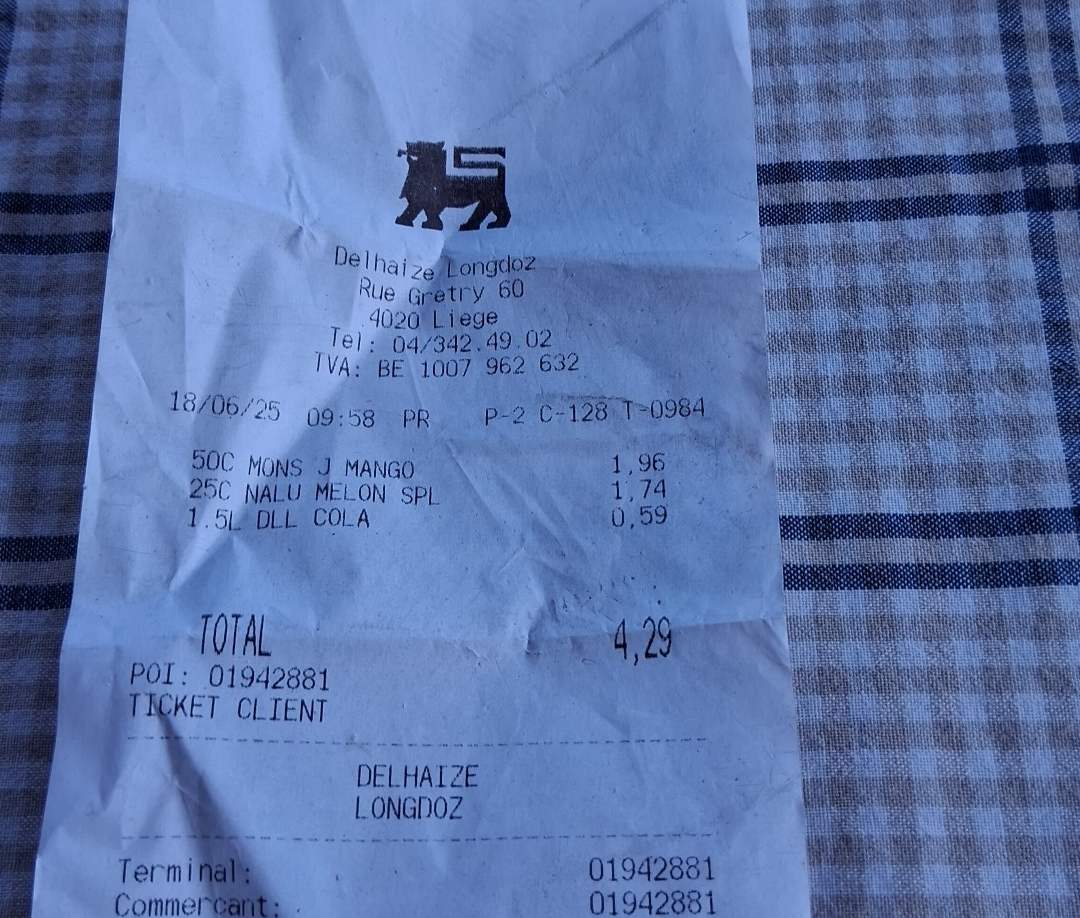 Delhaize Longdoz
Rue Gretry 60
4020 Liege
Tel: 04/342.49.02
TVA: BE 1007 962 632
18/06/25 09:58 PR P-2 C-128 T-0984
50C MONS J MANGO 1,96
25C NALU MELON SPL 1,74
1.5L DLL COLA 0,59
TOTAL 4,29
POI: 01942881
TICKET CLIENT
DELHAIZE
LONGDOZ
Terminal: 01942881
Commerçant: 01942881